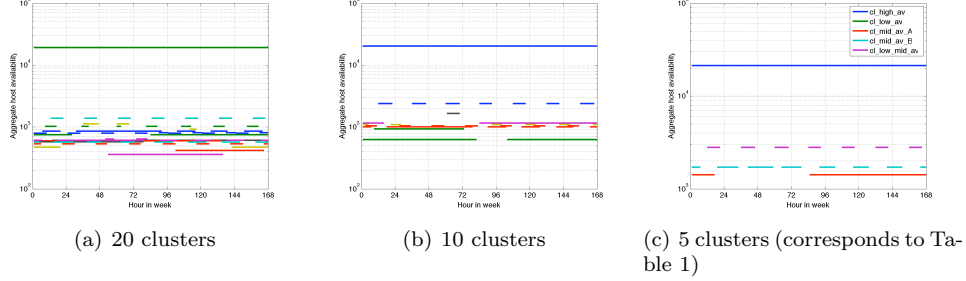 10⁵
10⁴
10³
10²
Aggregate host availability
0 24 48 72 96 120 144 168
Hour in week
(a) 20 clusters
10⁵
10⁴
10³
10²
Aggregate host availability
0 24 48 72 96 120 144 168
Hour in week
(b) 10 clusters
10⁵
10⁴
10³
Aggregate host availability
0 24 48 72 96 120 144 168
Hour in week
cl_high_av
cl_low_av
cl_mid_av_A
cl_mid_av_B
cl_low_mid_av
(c) 5 clusters (corresponds to Ta-
ble 1)